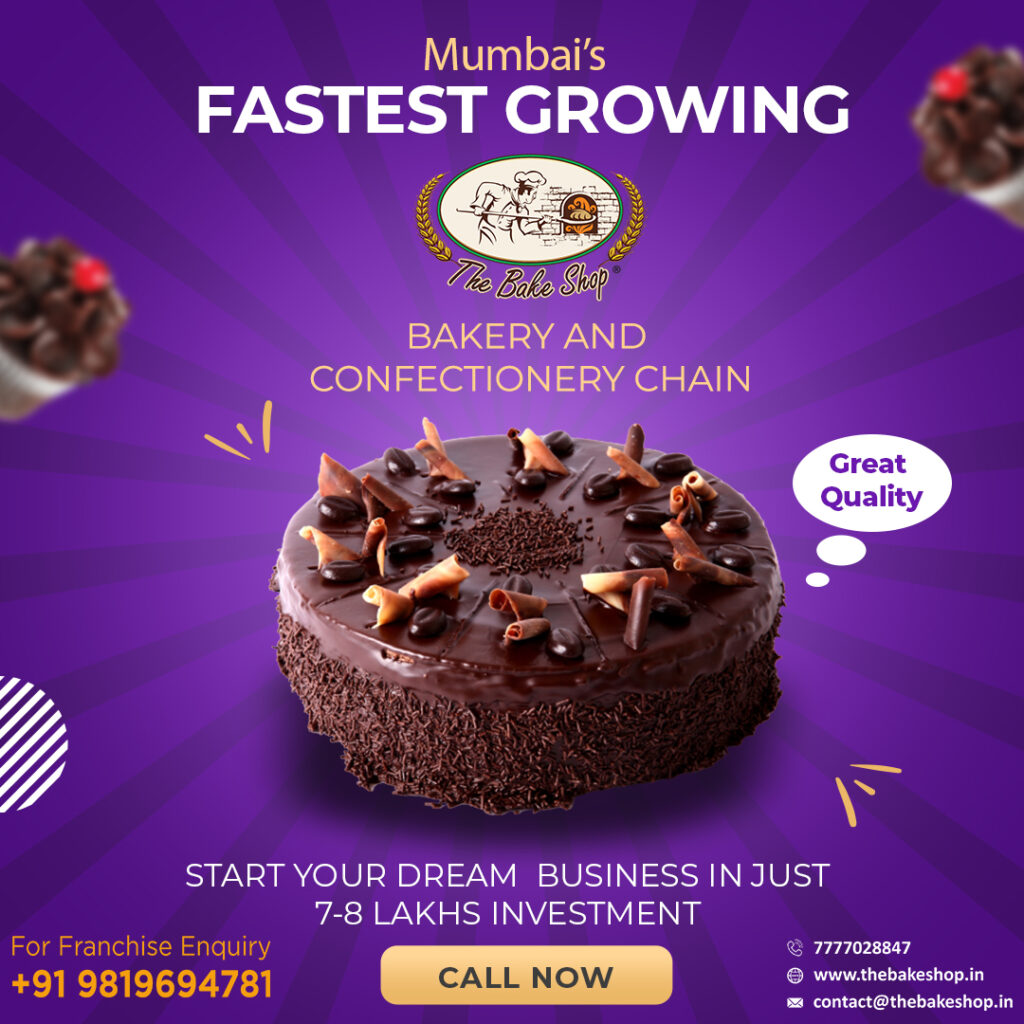 Mumbai's
FASTEST GROWING
The Bake Shop®
BAKERY AND
CONFECTIONERY CHAIN
Great
Quality
START YOUR DREAM BUSINESS IN JUST
7-8 LAKHS INVESTMENT
For Franchise Enquiry
+91 9819694781
CALL NOW
7777028847
www.thebakeshop.in
contact@thebakeshop.in